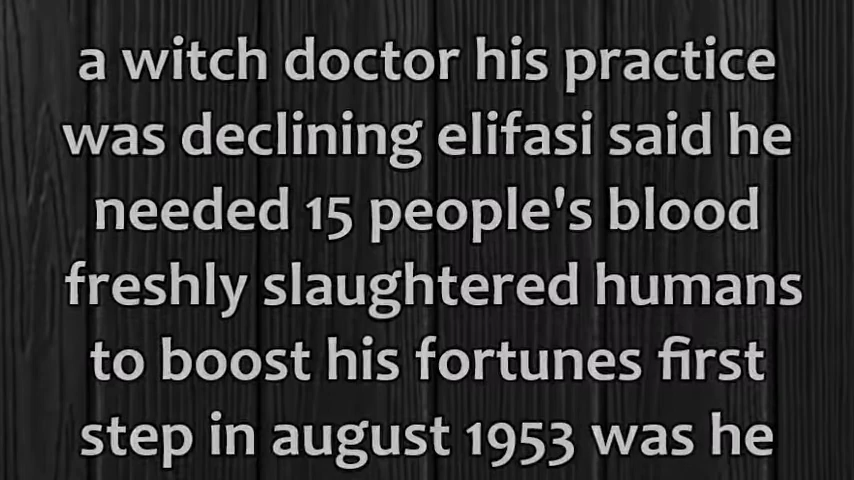 a witch doctor his practice
was declining elifasi said he
needed 15 people's blood
freshly slaughtered humans
to boost his fortunes first
step in august 1953 was he